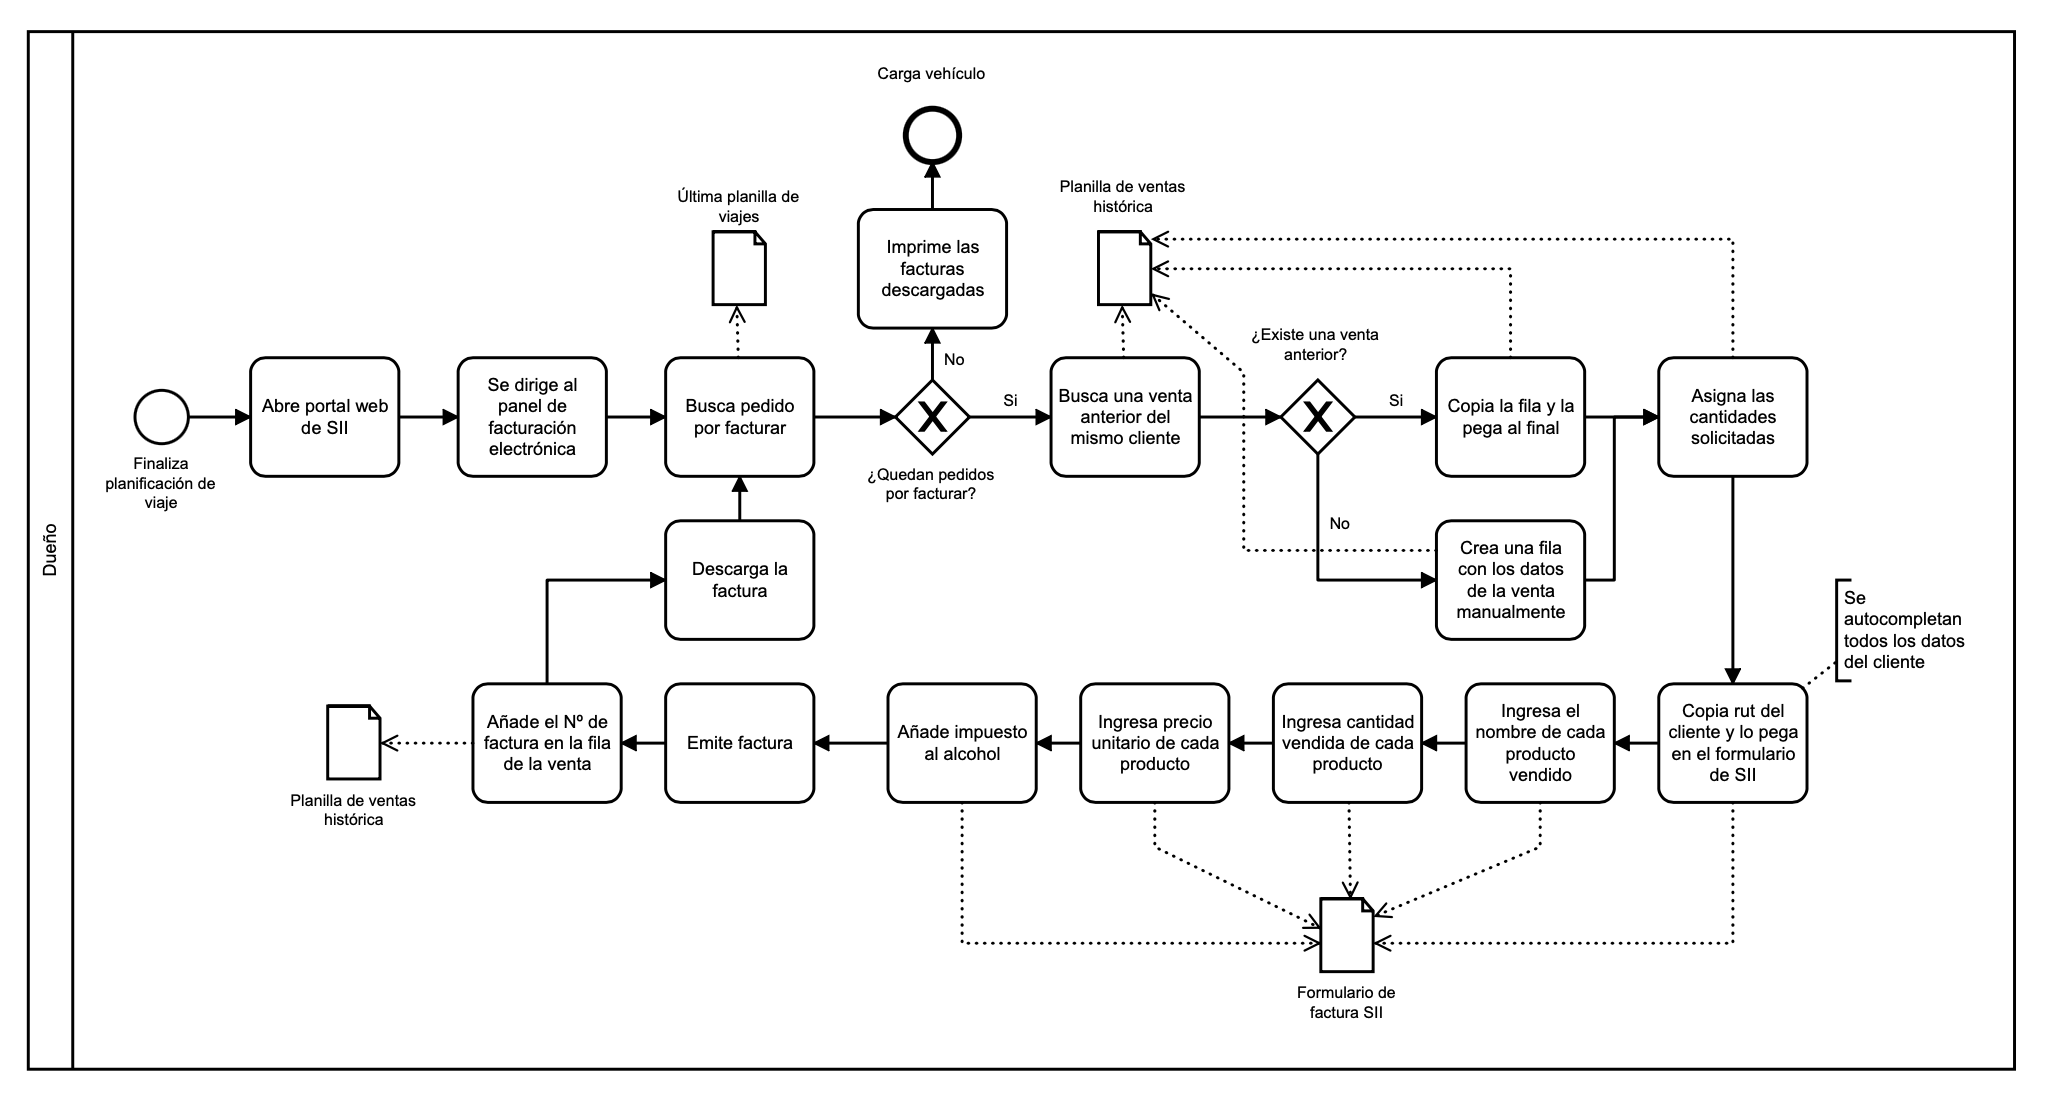 Dueño
Carga vehículo
Última planilla de
viajes
Imprime las
facturas
descargadas
Planilla de ventas
histórica
No
¿Existe una venta
anterior?
Abre portal web
de SII
Se dirige al
panel de
facturación
electrónica
Busca pedido
por facturar
Si
Busca una venta
anterior del
mismo cliente
Si
Copia la fila y la
pega al final
Asigna las
cantidades
solicitadas
Finaliza
planificación de
viaje
¿Quedan pedidos
por facturar?
No
Descarga la
factura
Crea una fila
con los datos
de la venta
manualmente
Se
autocompletan
todos los datos
del cliente
Añade el Nº de
factura en la fila
de la venta
Emite factura
Añade impuesto
al alcohol
Ingresa precio
unitario de cada
producto
Ingresa cantidad
vendida de cada
producto
Ingresa el
nombre de cada
producto
vendido
Copia rut del
cliente y lo pega
en el formulario
de SII
Planilla de ventas
histórica
Formulario de
factura SII